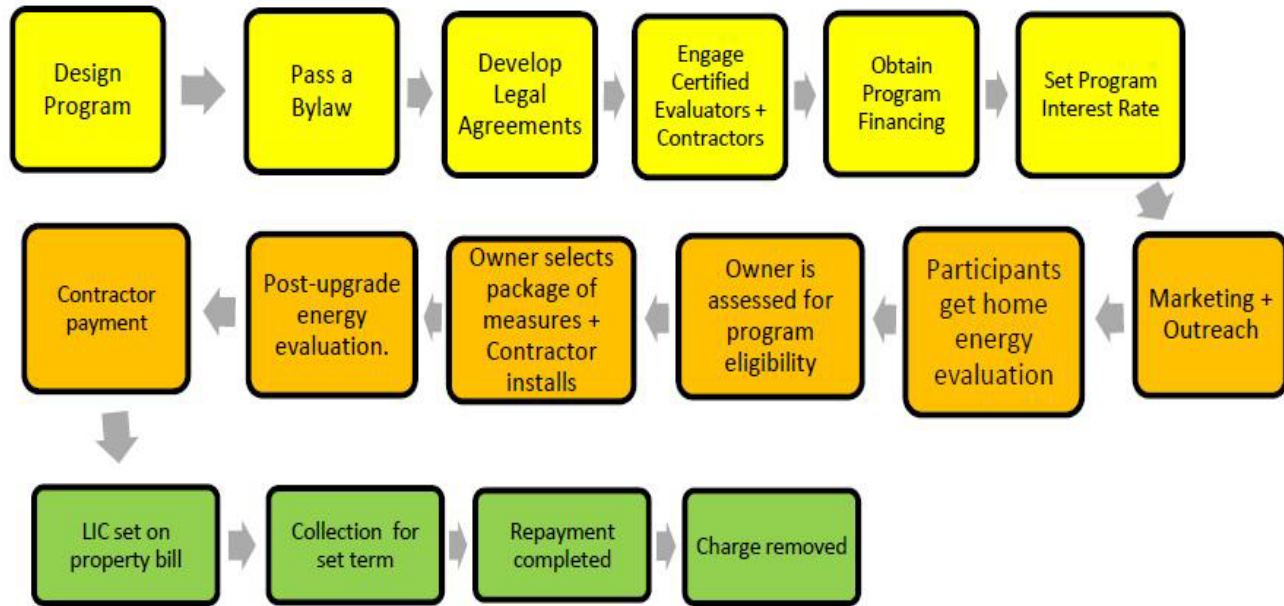 Design
Program
Pass a
Bylaw
Develop
Legal
Agreements
Engage
Certified
Evaluators +
Contractors
Obtain
Program
Financing
Set Program
Interest Rate
Marketing +
Outreach
Participants
get home
energy
evaluation
Owner is
assessed for
program
eligibility
Owner selects
package of
measures +
Contractor
installs
Post-upgrade
energy
evaluation.
Contractor
payment
LIC set on
property bill
Collection for
set term
Repayment
completed
Charge removed